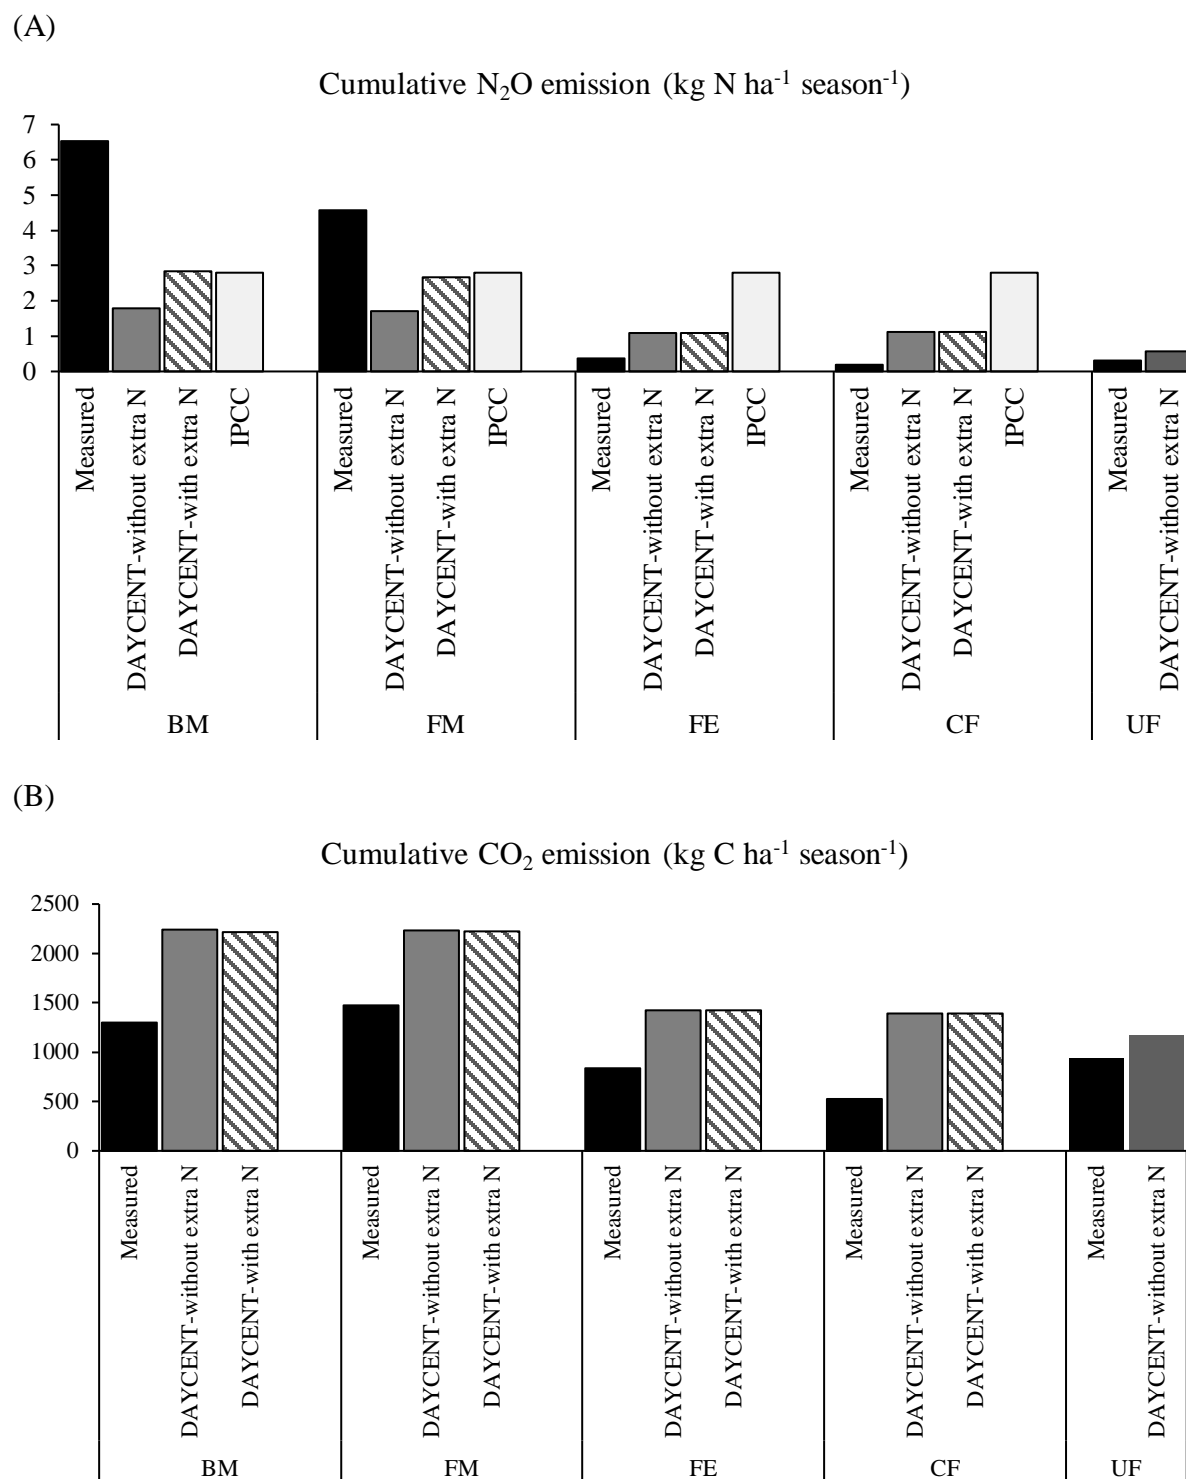 (A)
Cumulative N₂O emission (kg N ha⁻¹ season⁻¹)
7
6
5
4
3
2
1
0
Measured
DAYCENT-without extra N
DAYCENT-with extra N
IPCC
Measured
DAYCENT-without extra N
DAYCENT-with extra N
IPCC
Measured
DAYCENT-without extra N
DAYCENT-with extra N
IPCC
Measured
DAYCENT-without extra N
DAYCENT-with extra N
IPCC
Measured
DAYCENT-without extra N
BM
FM
FE
CF
UF
(B)
Cumulative CO₂ emission (kg C ha⁻¹ season⁻¹)
2500
2000
1500
1000
500
0
Measured
DAYCENT-without extra N
DAYCENT-with extra N
Measured
DAYCENT-without extra N
DAYCENT-with extra N
Measured
DAYCENT-without extra N
DAYCENT-with extra N
Measured
DAYCENT-without extra N
DAYCENT-with extra N
Measured
DAYCENT-without extra N
BM
FM
FE
CF
UF